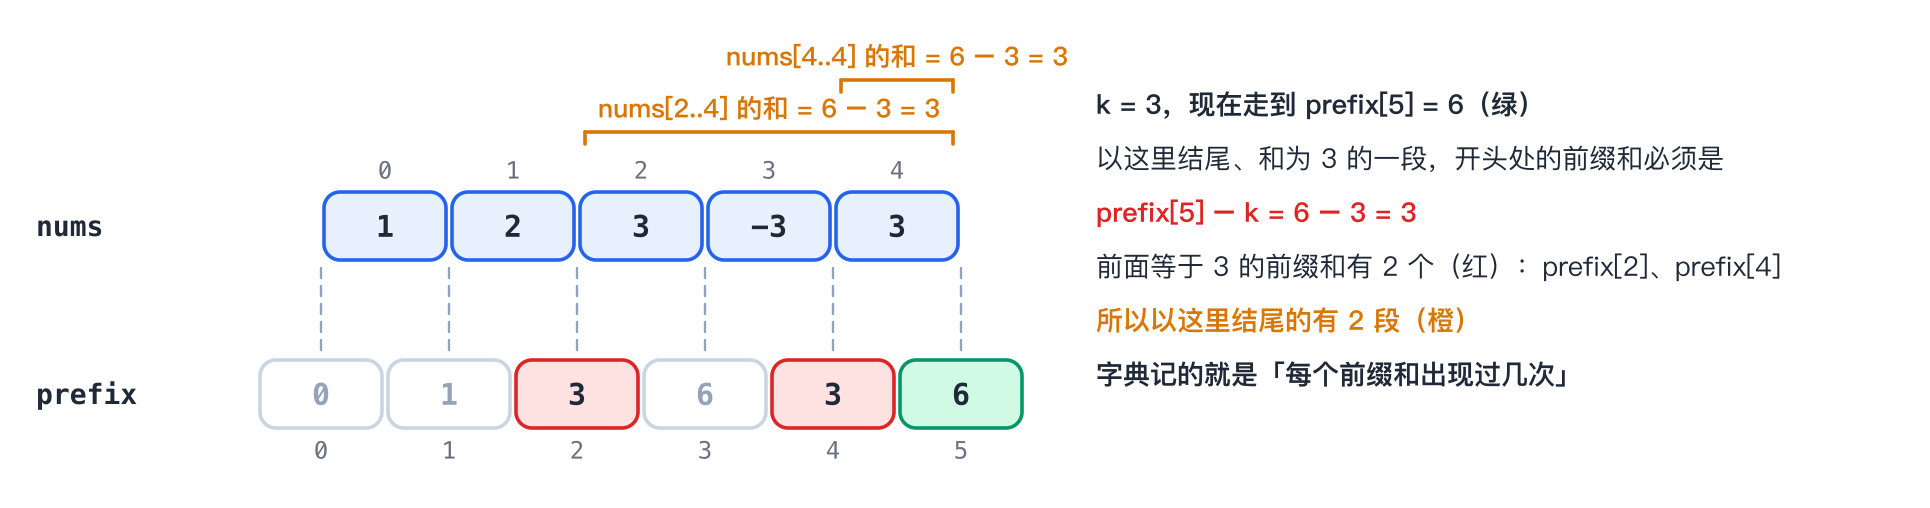 nums[4..4] 的和 = 6 − 3 = 3
nums[2..4] 的和 = 6 − 3 = 3
0 1 2 3 4
nums 1 2 3 −3 3
prefix 0 1 3 6 3 6
0 1 2 3 4 5
k = 3，现在走到 prefix[5] = 6（绿）
以这里结尾、和为 3 的一段，开头处的前缀和必须是
prefix[5] − k = 6 − 3 = 3
前面等于 3 的前缀和有 2 个（红）：prefix[2]、prefix[4]
所以以这里结尾的有 2 段（橙）
字典记的就是「每个前缀和出现过几次」